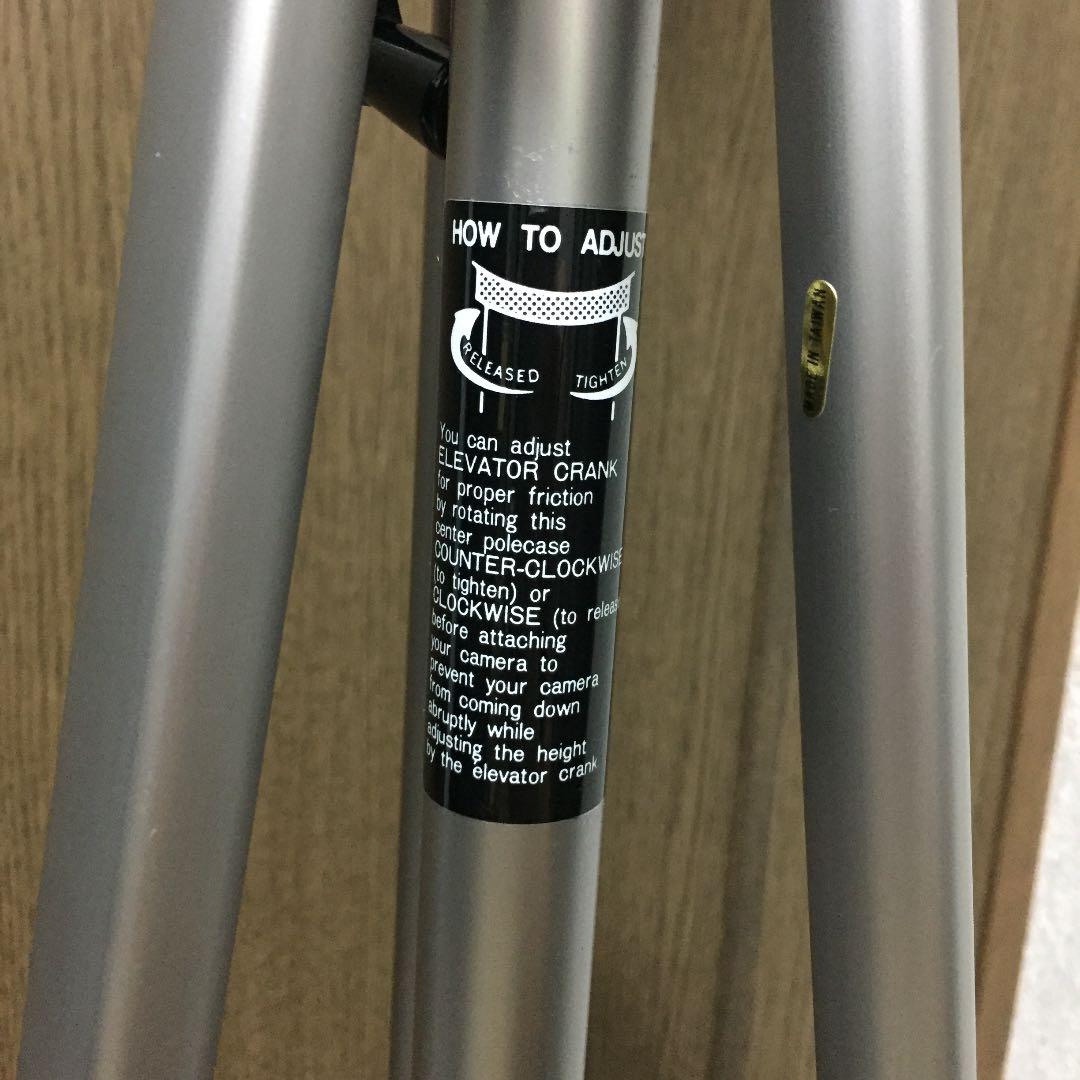 HOW TO ADJUST
RELEASED
TIGHTEN
You can adjust
ELEVATOR CRANK
for proper friction
by rotating this
center polecase
COUNTER-CLOCKWISE
(to tighten) or
CLOCKWISE (to release
before attaching
your camera to
prevent your camera
from coming down
abruptly while
adjusting the height
by the elevator crank
MADE IN TAIWAN